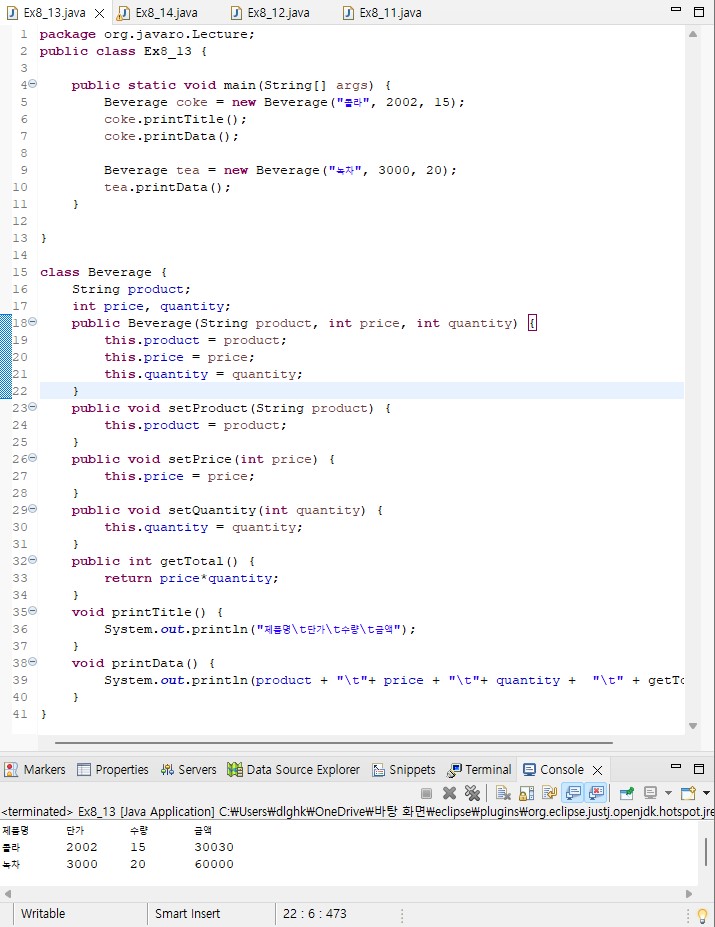 Ex8_13.java Ex8_14.java Ex8_12.java Ex8_11.java
1 package org.javaro.Lecture;
2 public class Ex8_13 {
3
4 public static void main(String[] args) {
5 Beverage coke = new Beverage("콜라", 2002, 15);
6 coke.printTitle();
7 coke.printData();
8
9 Beverage tea = new Beverage("녹차", 3000, 20);
10 tea.printData();
11 }
12
13 }
14
15 class Beverage {
16 String product;
17 int price, quantity;
18 public Beverage(String product, int price, int quantity) {
19 this.product = product;
20 this.price = price;
21 this.quantity = quantity;
22 }
23 public void setProduct(String product) {
24 this.product = product;
25 }
26 public void setPrice(int price) {
27 this.price = price;
28 }
29 public void setQuantity(int quantity) {
30 this.quantity = quantity;
31 }
32 public int getTotal() {
33 return price*quantity;
34 }
35 void printTitle() {
36 System.out.println("제품명\t단가\t수량\t금액");
37 }
38 void printData() {
39 System.out.println(product + "\t"+ price + "\t"+ quantity +  "\t" + getTo
40 }
41 }
Markers Properties Servers Data Source Explorer Snippets Terminal Console
<terminated> Ex8_13 [Java Application] C:₩Users₩dlghk₩OneDrive₩바탕 화면₩eclipse₩plugins₩org.eclipse.justj.openjdk.hotspot.jre
제품명 단가 수량 금액
콜라 2002 15 30030
녹차 3000 20 60000
Writable Smart Insert 22 : 6 : 473